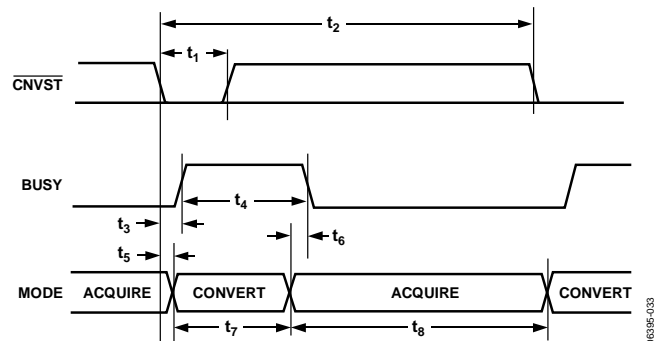 t2
t1
CNVST
BUSY
t4
t3
t6
t5
MODE ACQUIRE CONVERT ACQUIRE CONVERT
t7
t8
06395-033